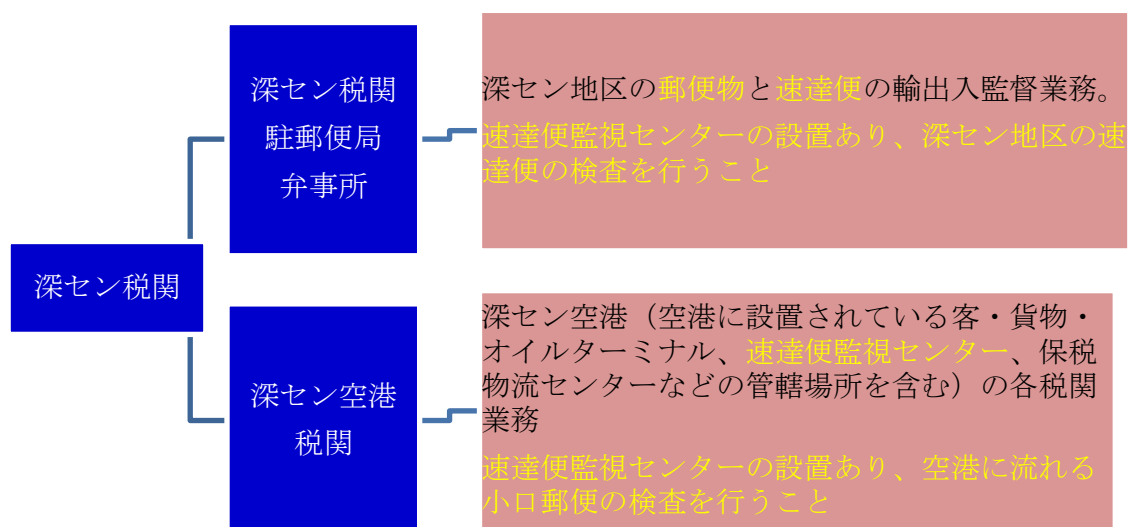 深セン税関
深セン税関
駐郵便局
弁事所
深セン地区の郵便物と速達便の輸出入監督業務。
速達便監視センターの設置あり、深セン地区の速
達便の検査を行うこと
深セン空港
税関
深セン空港（空港に設置されている客・貨物・
オイルターミナル、速達便監視センター、保税
物流センターなどの管轄場所を含む）の各税関
業務
速達便監視センターの設置あり、空港に流れる
小口郵便の検査を行うこと